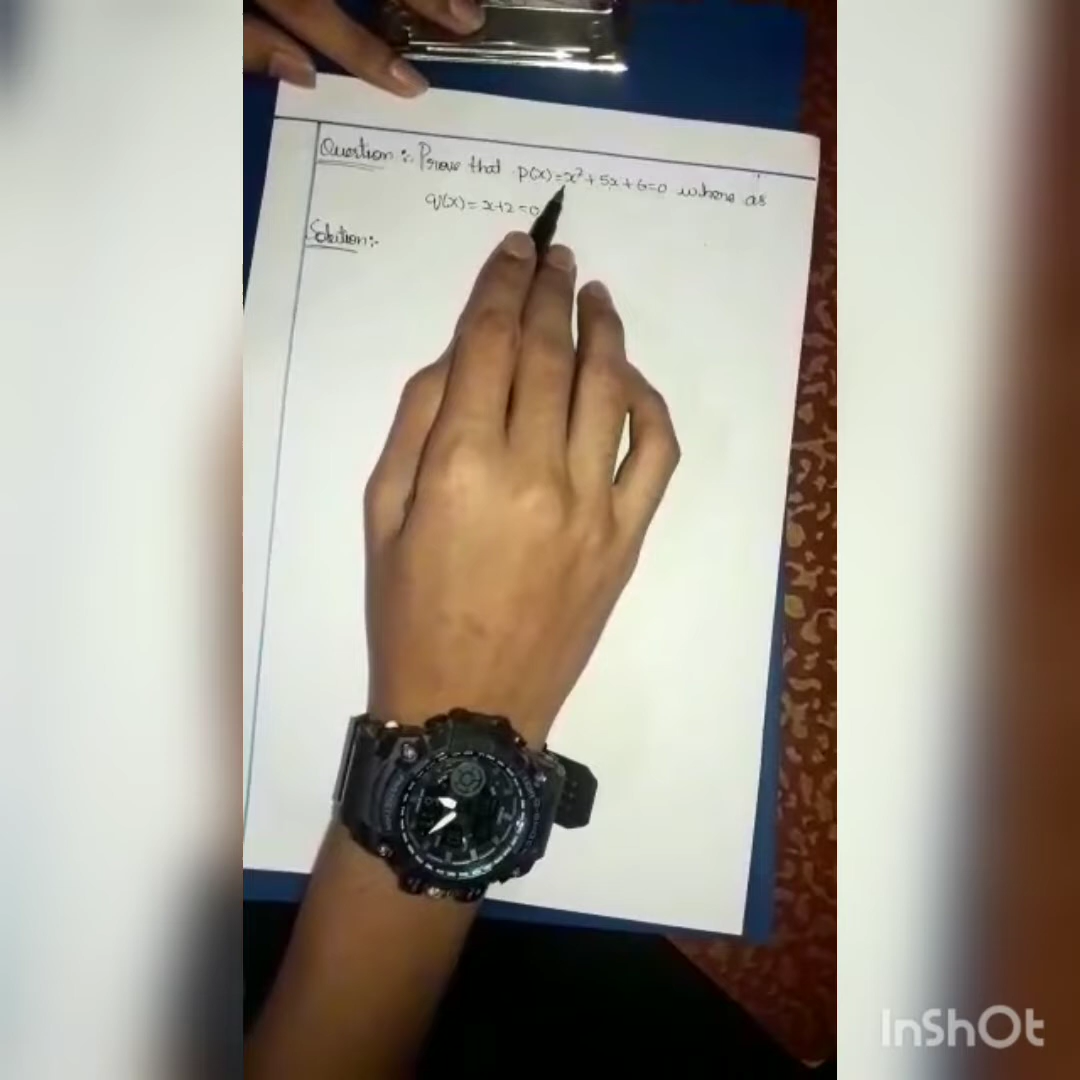 Question :- Prove that p(x)=x²+5x+6=0 where as
q(x)=x+2=0
Solution:-
InShOt